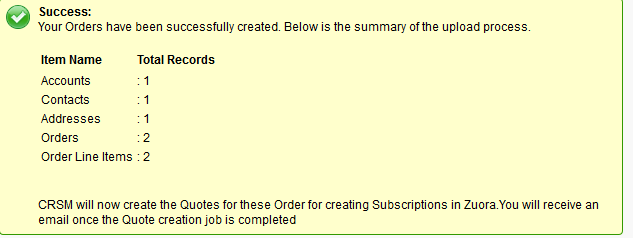 Success:
Your Orders have been successfully created. Below is the summary of the upload process.
Item Name Total Records
Accounts : 1
Contacts : 1
Addresses : 1
Orders : 2
Order Line Items : 2
CRSM will now create the Quotes for these Order for creating Subscriptions in Zuora.You will receive an
email once the Quote creation job is completed